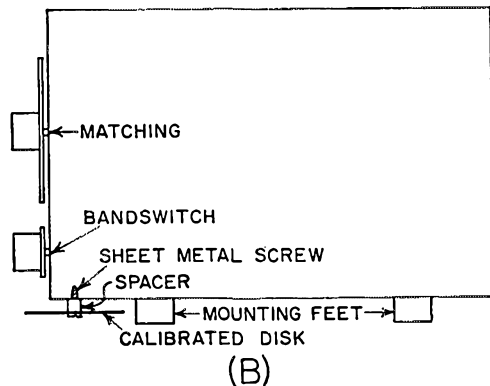 MATCHING
BANDSWITCH
SHEET METAL SCREW
SPACER
MOUNTING FEET
CALIBRATED DISK
(B)